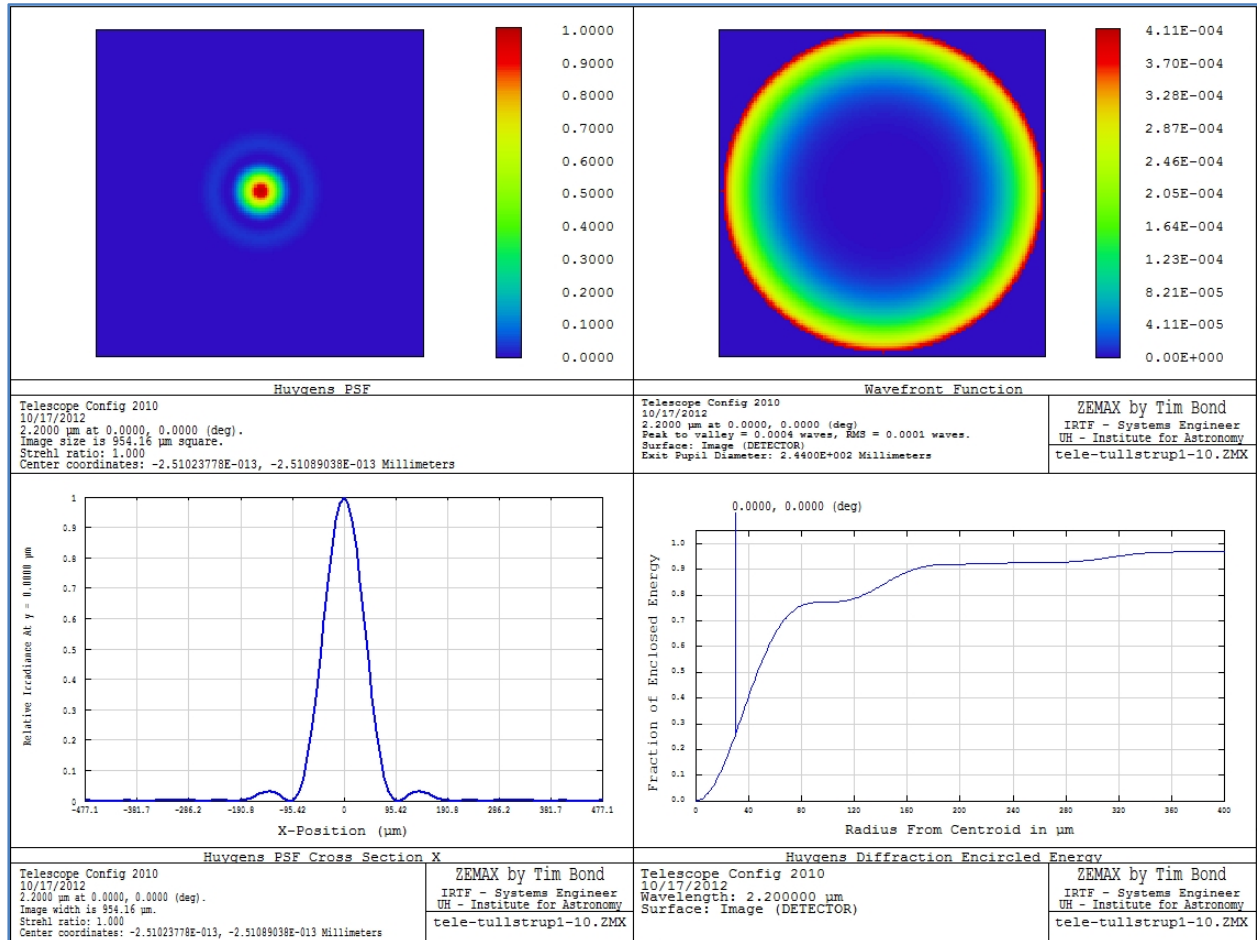 1.0000
0.9000
0.8000
0.7000
0.6000
0.5000
0.4000
0.3000
0.2000
0.1000
0.0000
Huygens PSF
Telescope Config 2010
10/17/2012
2.2000 µm at 0.0000, 0.0000 (deg).
Image size is 954.16 µm square.
Strehl ratio: 1.000
Center coordinates: -2.51023778E-013, -2.51089038E-013 Millimeters
4.11E-004
3.70E-004
3.28E-004
2.87E-004
2.46E-004
2.05E-004
1.64E-004
1.23E-004
8.21E-005
4.11E-005
0.00E+000
Wavefront Function
Telescope Config 2010
10/17/2012
2.2000 µm at 0.0000, 0.0000 (deg)
Peak to valley = 0.0004 waves, RMS = 0.0001 waves.
Surface: Image (DETECTOR)
Exit Pupil Diameter: 2.4400E+002 Millimeters
ZEMAX by Tim Bond
IRTF - Systems Engineer
UH - Institute for Astronomy
tele-tullstrup1-10.ZMX
Relative Irradiance At y = 0.0000 µm
1
0.9
0.8
0.7
0.6
0.5
0.4
0.3
0.2
0.1
0
-477.1 -381.7 -286.2 -190.8 -95.42 0 95.42 190.8 286.2 381.7 477.1
X-Position (µm)
Huygens PSF Cross Section X
Telescope Config 2010
10/17/2012
2.2000 µm at 0.0000, 0.0000 (deg).
Image width is 954.16 µm.
Strehl ratio: 1.000
Center coordinates: -2.51023778E-013, -2.51089038E-013 Millimeters
ZEMAX by Tim Bond
IRTF - Systems Engineer
UH - Institute for Astronomy
tele-tullstrup1-10.ZMX
0.0000, 0.0000 (deg)
Fraction of Enclosed Energy
1.0
0.9
0.8
0.7
0.6
0.5
0.4
0.3
0.2
0.1
0.0
0 40 80 120 160 200 240 280 320 360 400
Radius From Centroid in µm
Huygens Diffraction Encircled Energy
Telescope Config 2010
10/17/2012
Wavelength: 2.200000 µm
Surface: Image (DETECTOR)
ZEMAX by Tim Bond
IRTF - Systems Engineer
UH - Institute for Astronomy
tele-tullstrup1-10.ZMX